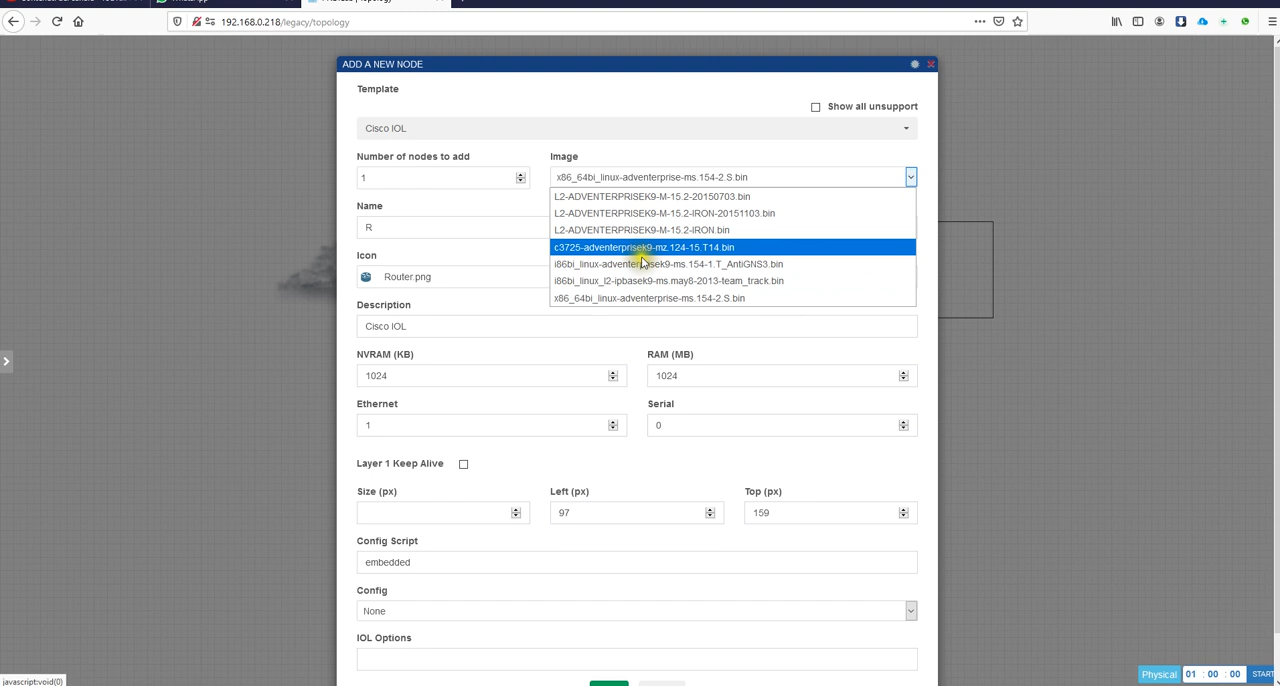 192.168.0.218/legacy/topology
ADD A NEW NODE
Template
Show all unsupport
Cisco IOL
Number of nodes to add
Image
1
x86_64bi_linux-adventerprise-ms.154-2.S.bin
L2-ADVENTERPRISEK9-M-15.2-20150703.bin
Name
L2-ADVENTERPRISEK9-M-15.2-IRON-20151103.bin
R
L2-ADVENTERPRISEK9-M-15.2-IRON.bin
c3725-adventerprisek9-mz.124-15.T14.bin
Icon
i86bi_linux-adventerprisek9-ms.154-1.T_AntiGNS3.bin
Router.png
i86bi_linux_l2-ipbasek9-ms.may8-2013-team_track.bin
x86_64bi_linux-adventerprise-ms.154-2.S.bin
Description
Cisco IOL
NVRAM (KB)
RAM (MB)
1024
1024
Ethernet
Serial
1
0
Layer 1 Keep Alive
Size (px)
Left (px)
Top (px)
97
159
Config Script
embedded
Config
None
IOL Options
Physical 01 : 00 : 00 START
javascript:void(0)